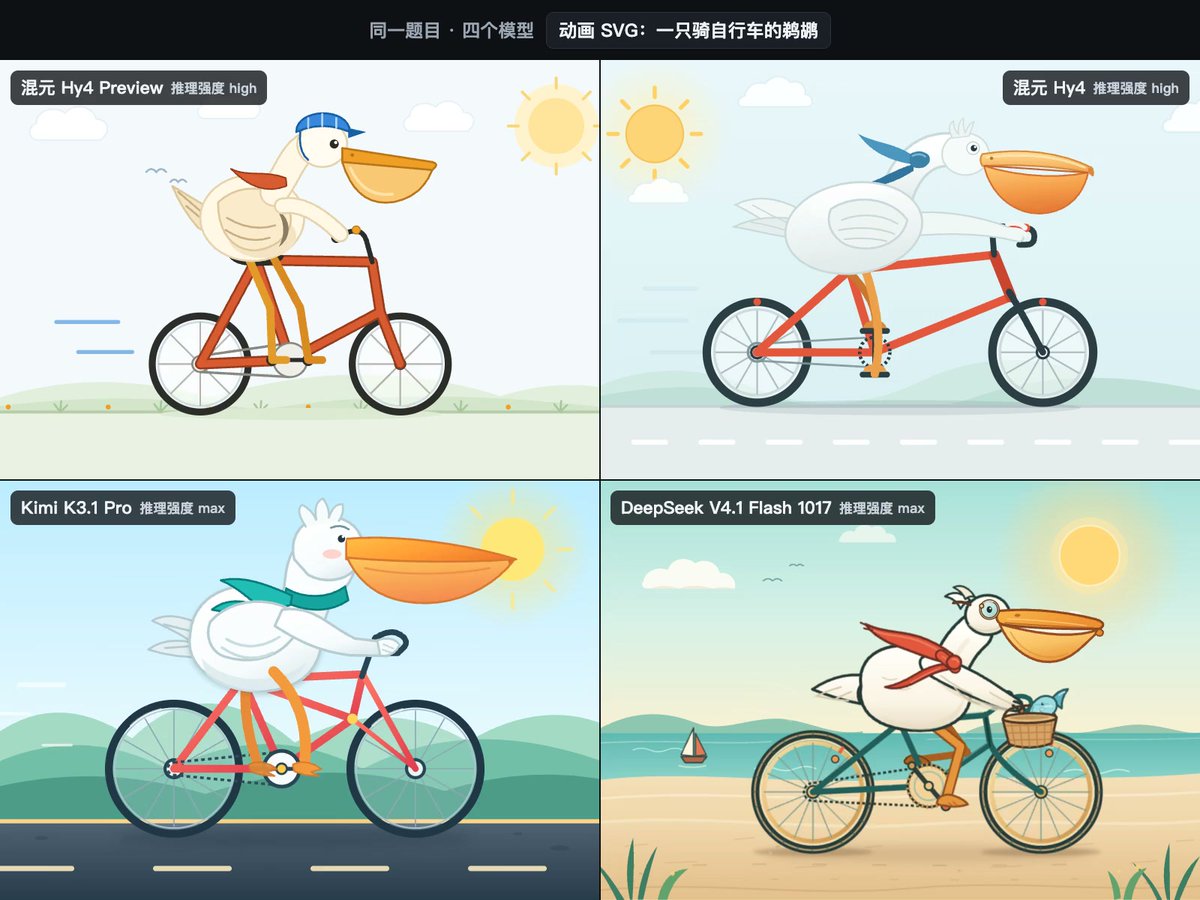 同一题目 · 四个模型 动画 SVG：一只骑自行车的鹈鹕
混元 Hy4 Preview 推理强度 high
混元 Hy4 推理强度 high
Kimi K3.1 Pro 推理强度 max
DeepSeek V4.1 Flash 1017 推理强度 max